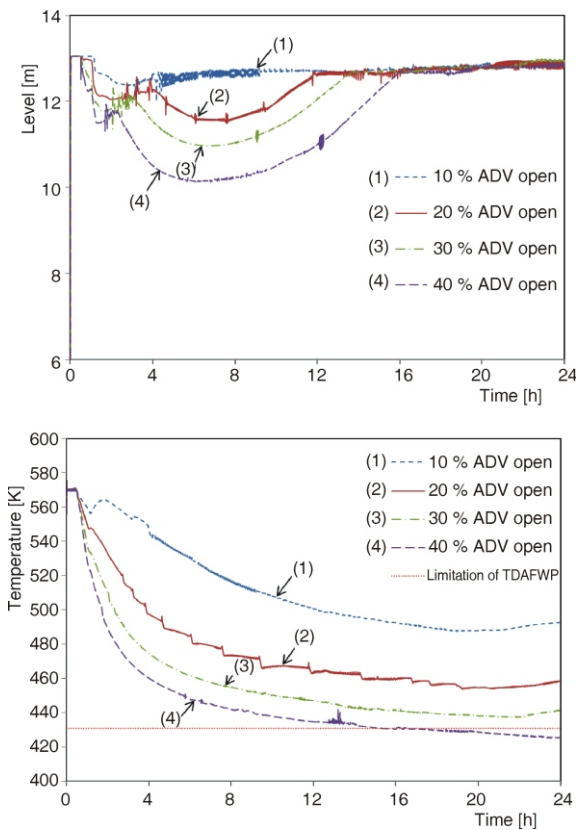 Level [m]
14
12
10
12
6
0
4
8
12
16
20
24
Time [h]
(1)
(2)
(3)
(4)
(1) 10 % ADV open
(2) 20 % ADV open
(3) 30 % ADV open
(4) 40 % ADV open
Temperature [K]
600
580
560
540
520
500
480
460
440
420
400
0
4
8
12
16
20
24
Time [h]
(1)
(2)
(3)
(4)
(1) 10 % ADV open
(2) 20 % ADV open
(3) 30 % ADV open
(4) 40 % ADV open
Limitation of TDAFWP